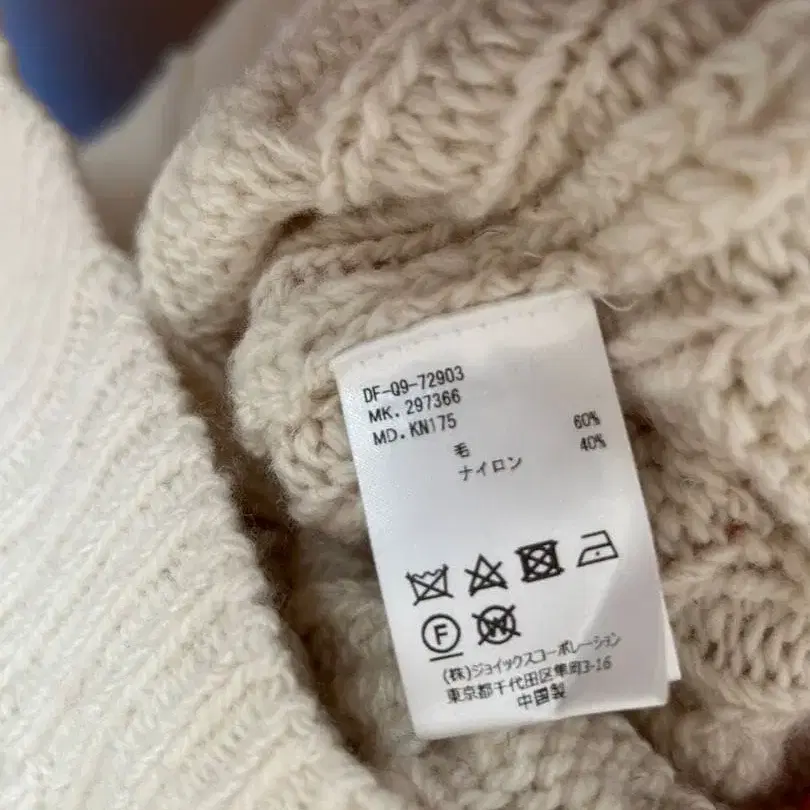 DF-Q9-72903
MK. 297366
MD. KN175
毛 60%
ナイロン 40%
F
W
(株)ジョイックスコーポレーション
東京都千代田区隼町3-16
中国製